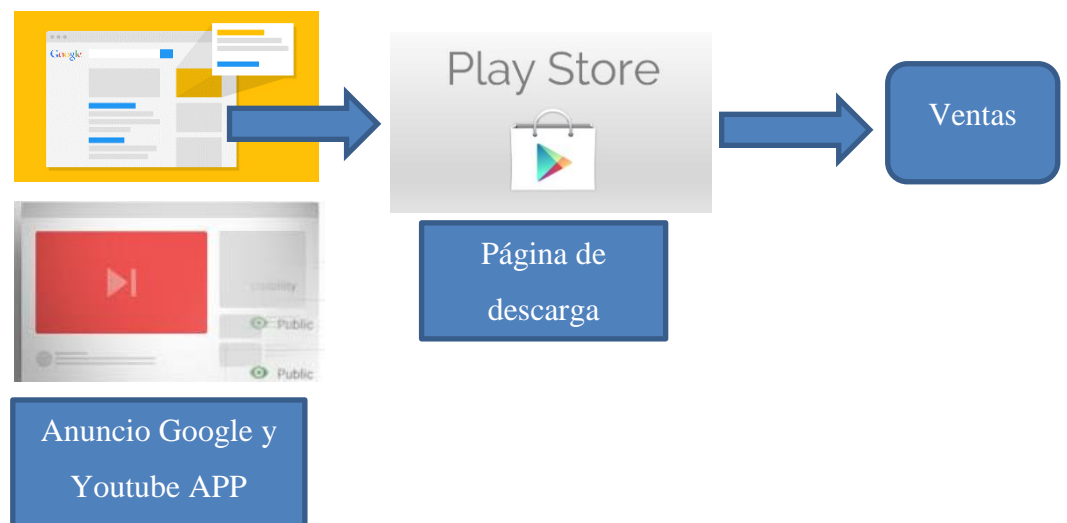 Google
Play Store
Ventas
Página de
descarga
Public
Public
Anuncio Google y
Youtube APP